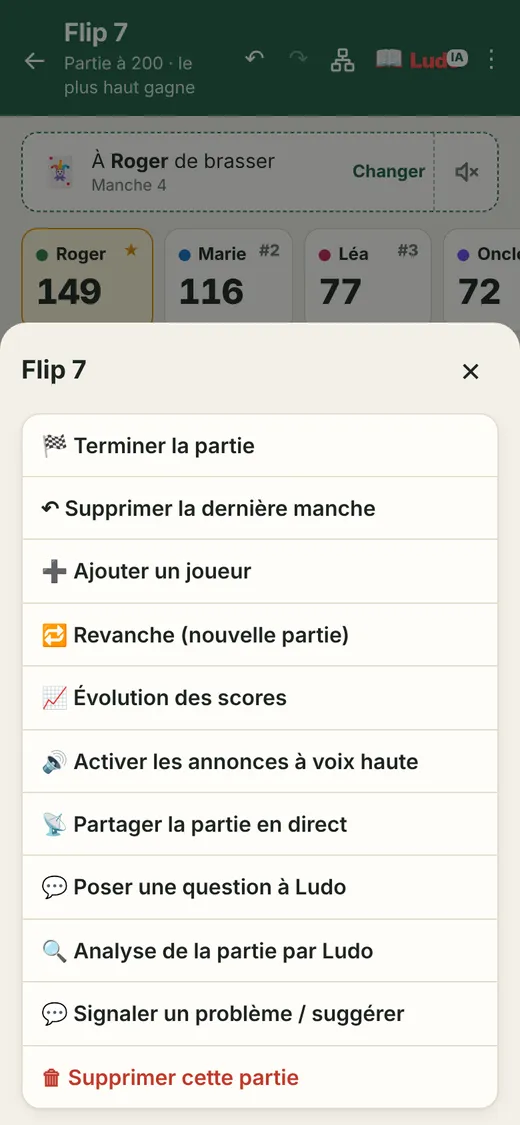 Flip 7
Partie à 200 · le
plus haut gagne
IA
À Roger de brasser
Manche 4
Changer
Roger ★
149
Marie #2
116
Léa #3
77
72
Flip 7
Terminer la partie
Supprimer la dernière manche
Ajouter un joueur
Revanche (nouvelle partie)
Évolution des scores
Activer les annonces à voix haute
Partager la partie en direct
Poser une question à Ludo
Analyse de la partie par Ludo
Signaler un problème / suggérer
Supprimer cette partie